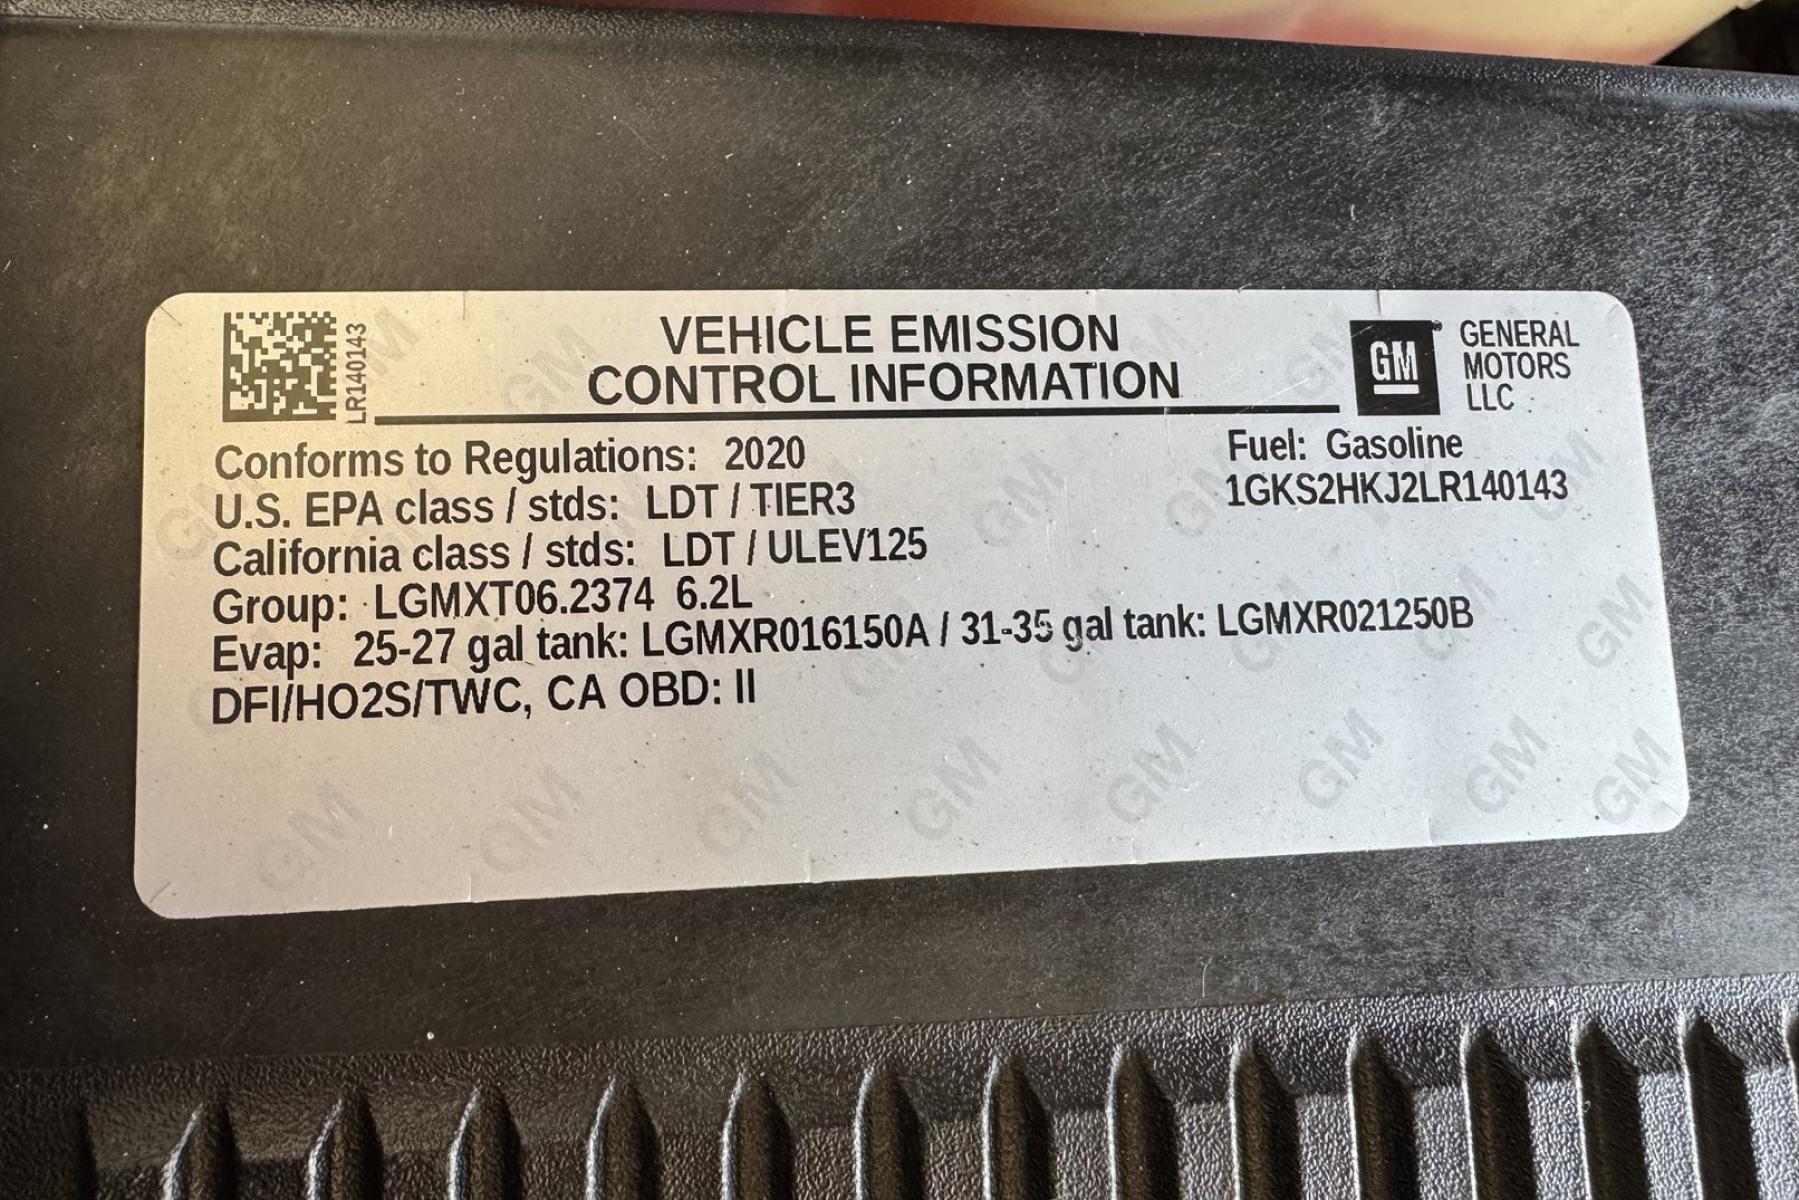 LR140143
VEHICLE EMISSION
CONTROL INFORMATION
GM
GENERAL
MOTORS
LLC
Conforms to Regulations: 2020
U.S. EPA class / stds: LDT / TIER3
California class / stds: LDT / ULEV125
Group: LGMXT06.2374 6.2L
Evap: 25-27 gal tank: LGMXR016150A / 31-35 gal tank: LGMXR021250B
DFI/HO2S/TWC, CA OBD: II
Fuel: Gasoline
1GKS2HKJ2LR140143